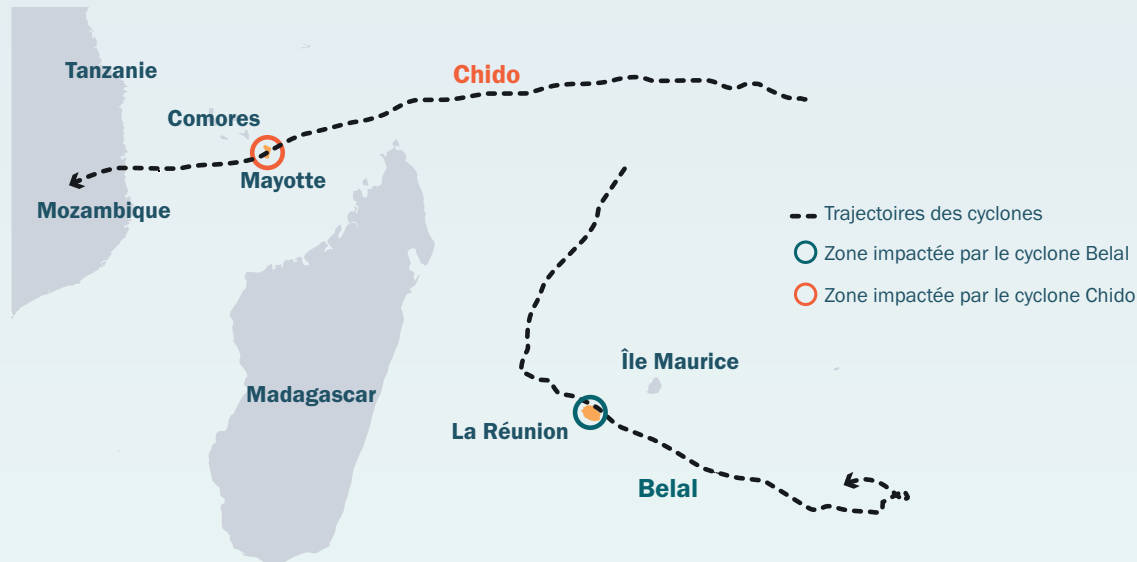 Tanzanie
Chido
Comores
Mayotte
Mozambique
Trajectoires des cyclones
Zone impactée par le cyclone Belal
Zone impactée par le cyclone Chido
Île Maurice
Madagascar
La Réunion
Belal